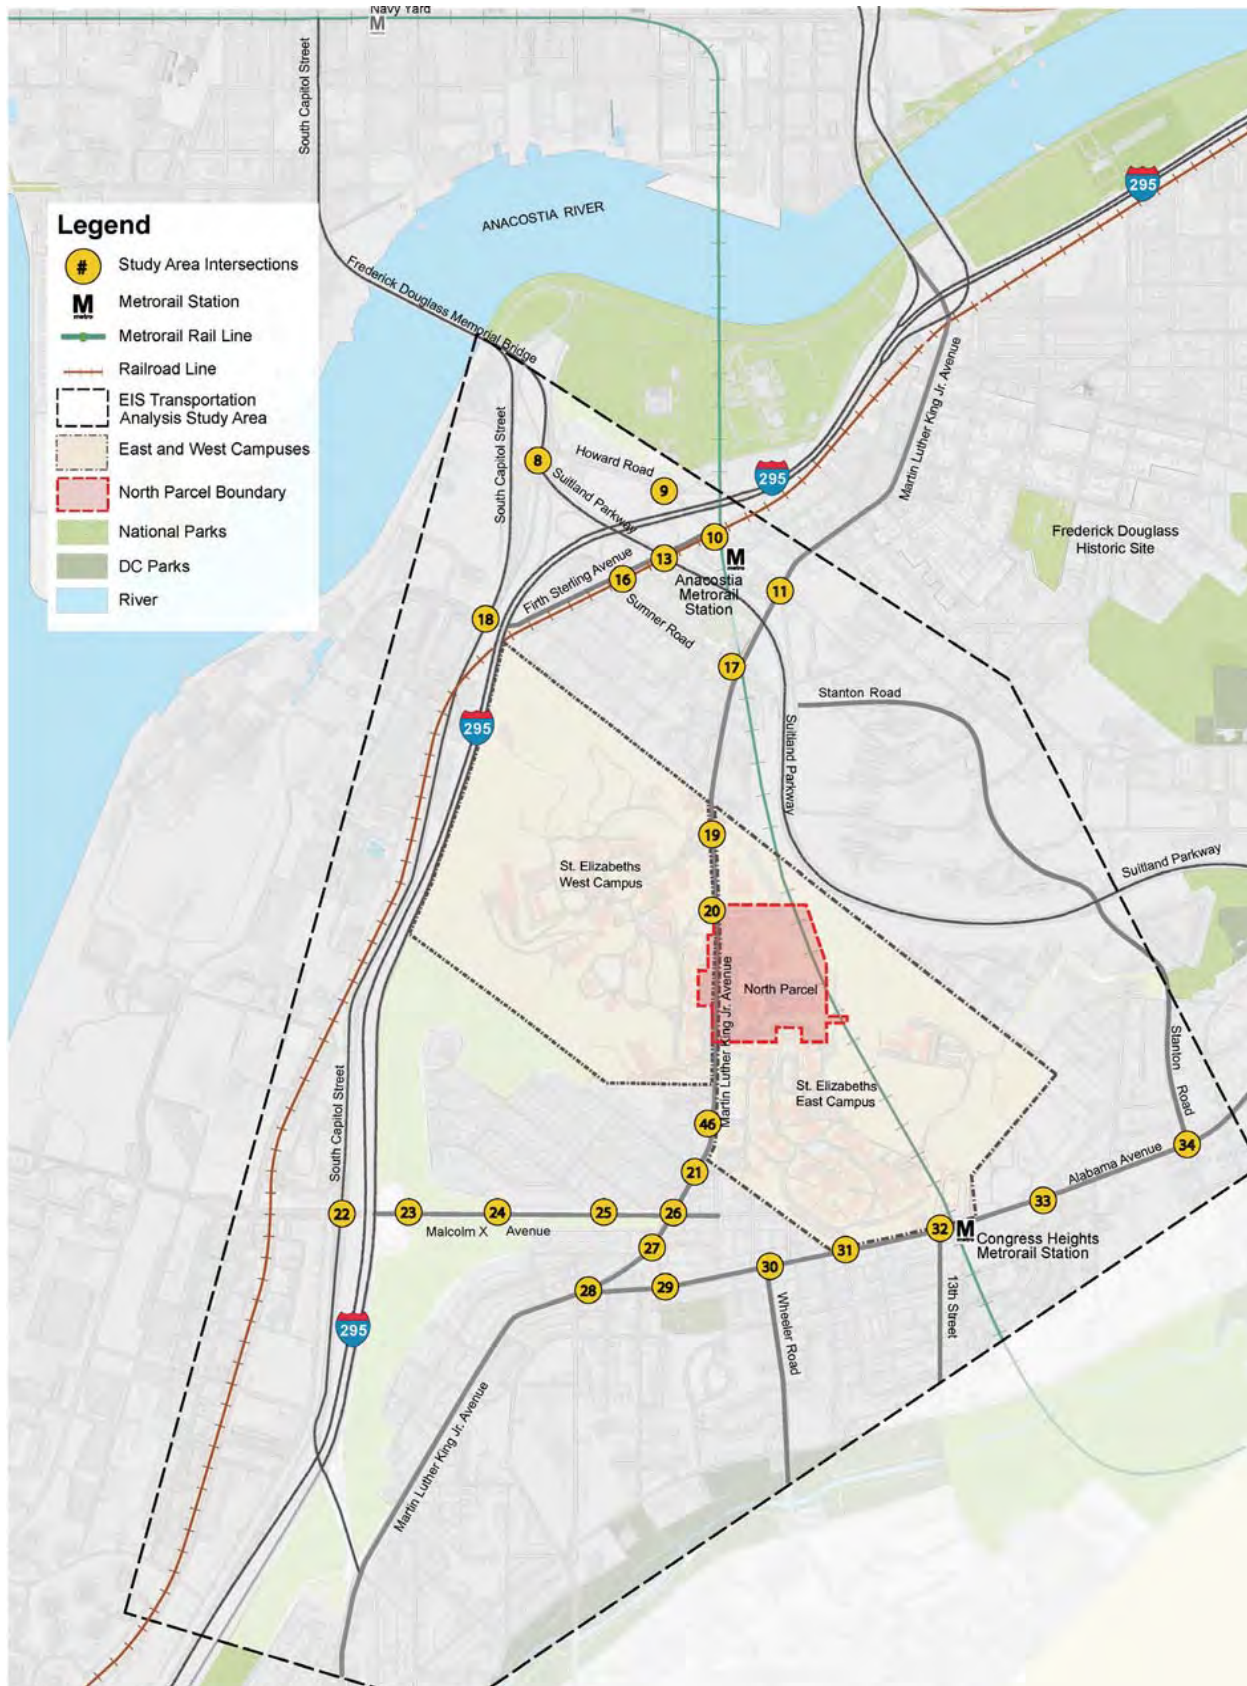 Navy Yard
M
South Capitol Street
295
ANACOSTIA RIVER
Legend
# Study Area Intersections
M metro Metrorail Station
Metrorail Rail Line
Railroad Line
EIS Transportation
Analysis Study Area
East and West Campuses
North Parcel Boundary
National Parks
DC Parks
River
Frederick Douglass Memorial Bridge
Martin Luther King Jr. Avenue
South Capitol Street
8
Howard Road
9
295
Suitland Parkway
Frederick Douglass
Historic Site
10
13
M metro
Firth Sterling Avenue
16
Anacostia
Metrorail
Station
11
Sumner Road
18
17
Stanton Road
295
Suitland Parkway
19
Suitland Parkway
St. Elizabeths
West Campus
20
Martin Luther King Jr. Avenue
North Parcel
Stanton Road
St. Elizabeths
East Campus
South Capitol Street
46
34
21
Alabama Avenue
33
22
23
24
25
26
Malcolm X Avenue
32
M metro
Congress Heights
Metrorail Station
27
31
30
28
29
13th Street
Wheeler Road
295
Martin Luther King Jr. Avenue